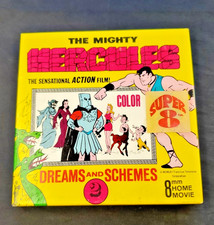 THE MIGHTY
HERCULES
THE SENSATIONAL ACTION FILM!
COLOR
SUPER
8
DREAMS AND SCHEMES
2
8mm
HOME
MOVIE